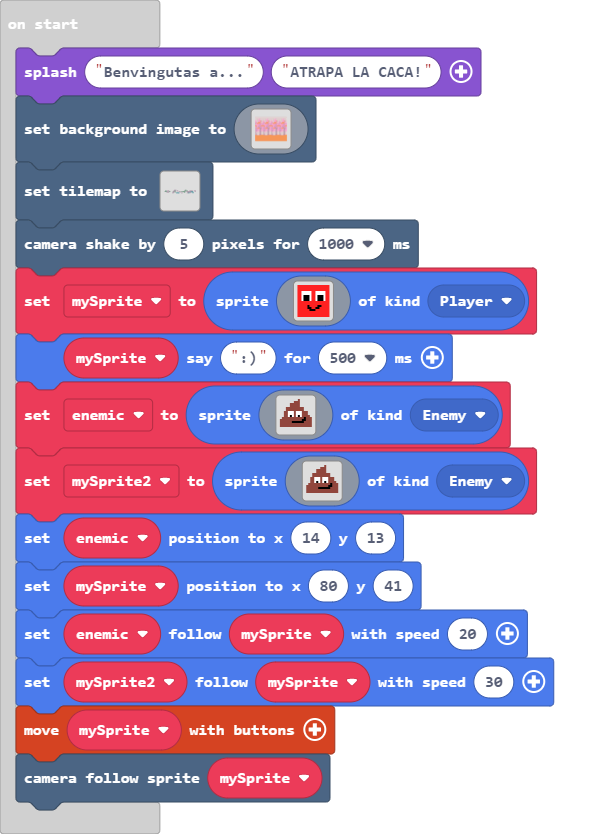 on start
splash "Benvingutas a..." "ATRAPA LA CACA!"
set background image to
set tilemap to
camera shake by 5 pixels for 1000 ms
set mySprite to sprite of kind Player
mySprite say ":)" for 500 ms
set enemic to sprite of kind Enemy
set mySprite2 to sprite of kind Enemy
set enemic position to x 14 y 13
set mySprite position to x 80 y 41
set enemic follow mySprite with speed 20
set mySprite2 follow mySprite with speed 30
move mySprite with buttons
camera follow sprite mySprite